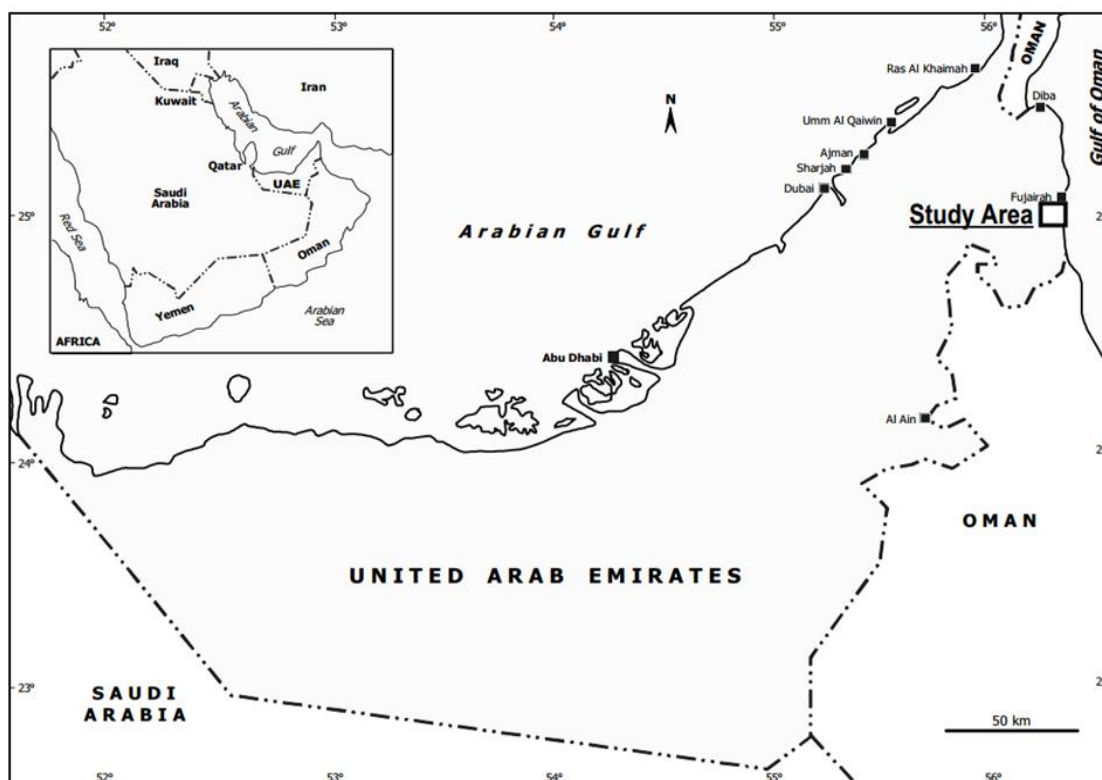 52°
53°
54°
55°
56°
Iraq
Iran
Kuwait
Arabian
Gulf
Qatar
UAE
Saudi
Arabia
Red Sea
Oman
Yemen
Arabian
Sea
AFRICA
N
OMAN
Ras Al Khaimah
Diba
Gulf of Oman
Umm Al Qaiwin
Ajman
Sharjah
Dubai
Fujairah
25°
Study Area
2
Arabian Gulf
Abu Dhabi
Al Ain
24°
2
OMAN
UNITED ARAB EMIRATES
23°
2
SAUDI
ARABIA
50 km
52°
53°
54°
55°
56°